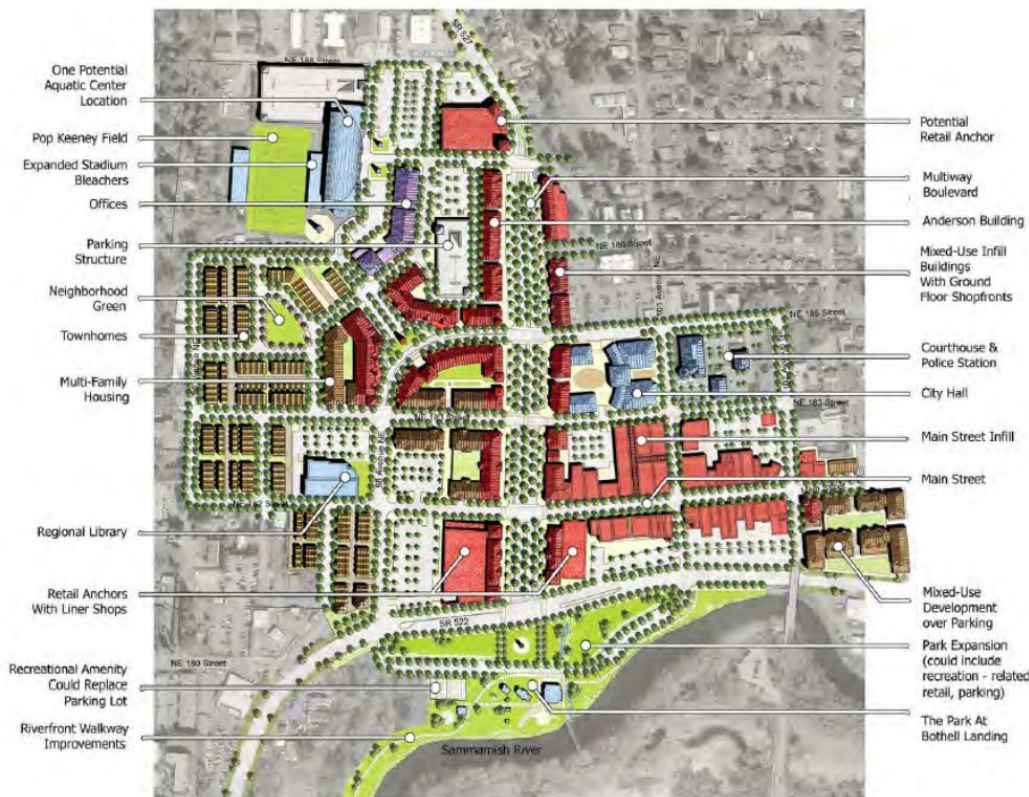 One Potential
Aquatic Center
Location
Pop Keeney Field
Expanded Stadium
Bleachers
Offices
Parking
Structure
Neighborhood
Green
Townhomes
Multi-Family
Housing
Regional Library
Retail Anchors
With Liner Shops
Recreational Amenity
Could Replace
Parking Lot
Riverfront Walkway
Improvements
NE 188 Street
SR 527
NE 186 Street
NE 185 Street
NE 183 Street
SR 522
NE 180 Street
Sammamish River
Potential
Retail Anchor
Multiway
Boulevard
Anderson Building
Mixed-Use Infill
Buildings
With Ground
Floor Shopfronts
Courthouse &
Police Station
City Hall
Main Street Infill
Main Street
Mixed-Use
Development
over Parking
Park Expansion
(could include
recreation - related
retail, parking)
The Park At
Bothell Landing